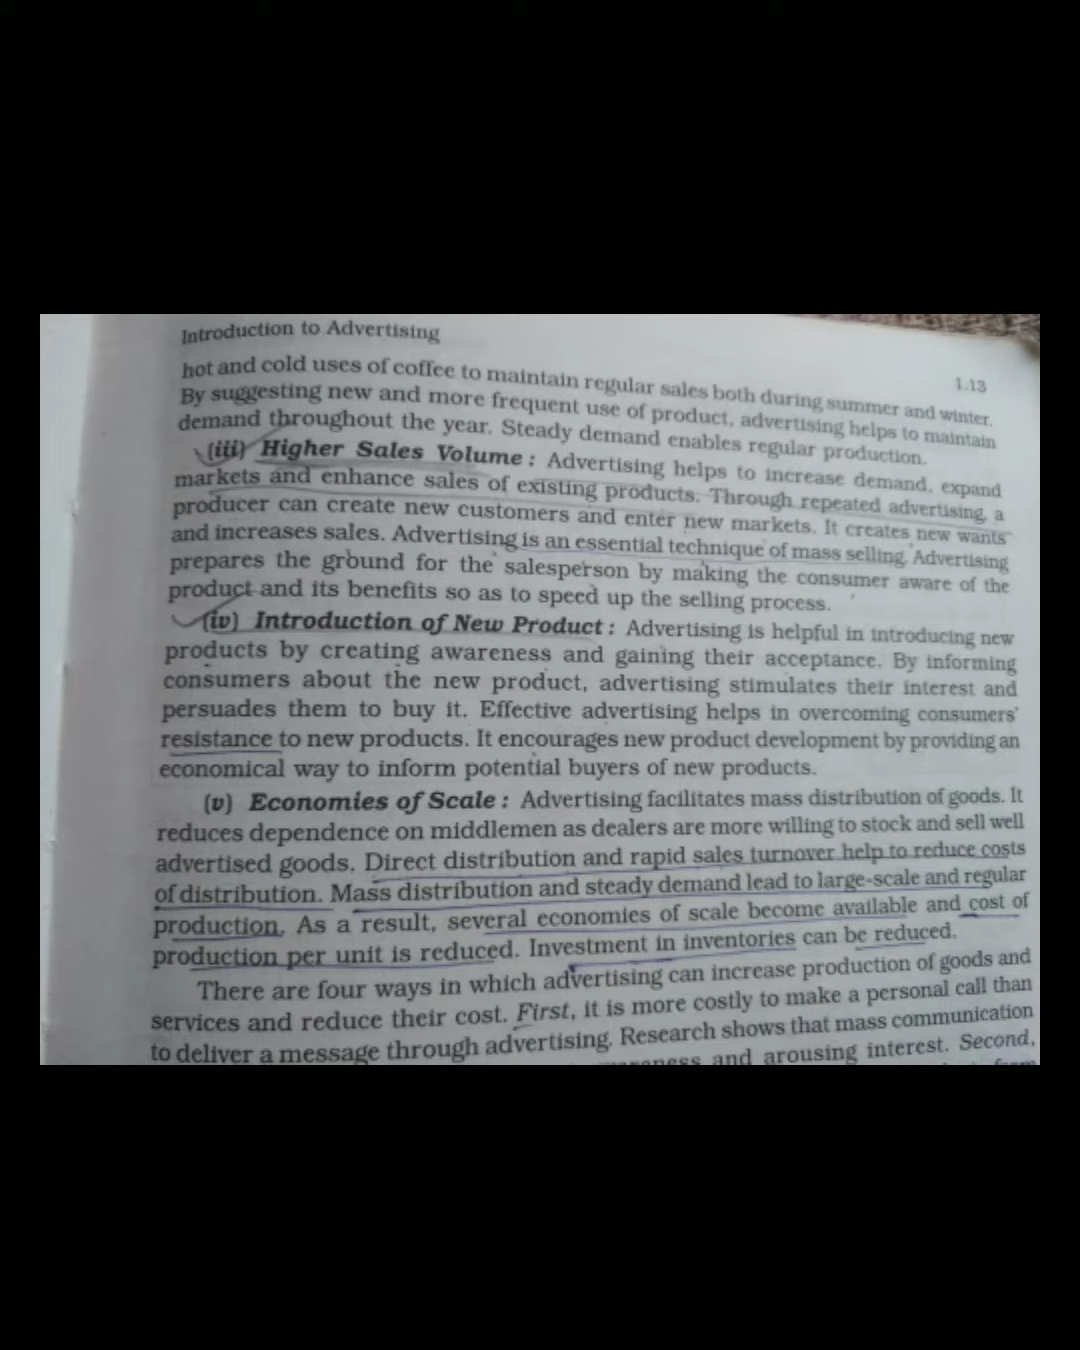 Introduction to Advertising
1.13
hot and cold uses of coffee to maintain regular sales both during summer and winter.
By suggesting new and more frequent use of product, advertising helps to maintain
demand throughout the year. Steady demand enables regular production.
(iii) Higher Sales Volume : Advertising helps to increase demand, expand
markets and enhance sales of existing products. Through repeated advertising, a
producer can create new customers and enter new markets. It creates new wants
and increases sales. Advertising is an essential technique of mass selling. Advertising
prepares the ground for the salesperson by making the consumer aware of the
product and its benefits so as to speed up the selling process.
(iv) Introduction of New Product : Advertising is helpful in introducing new
products by creating awareness and gaining their acceptance. By informing
consumers about the new product, advertising stimulates their interest and
persuades them to buy it. Effective advertising helps in overcoming consumers'
resistance to new products. It encourages new product development by providing an
economical way to inform potential buyers of new products.
(v) Economies of Scale : Advertising facilitates mass distribution of goods. It
reduces dependence on middlemen as dealers are more willing to stock and sell well
advertised goods. Direct distribution and rapid sales turnover help to reduce costs
of distribution. Mass distribution and steady demand lead to large-scale and regular
production. As a result, several economies of scale become available and cost of
production per unit is reduced. Investment in inventories can be reduced.
There are four ways in which advertising can increase production of goods and
services and reduce their cost. First, it is more costly to make a personal call than
to deliver a message through advertising. Research shows that mass communication
and arousing interest. Second,